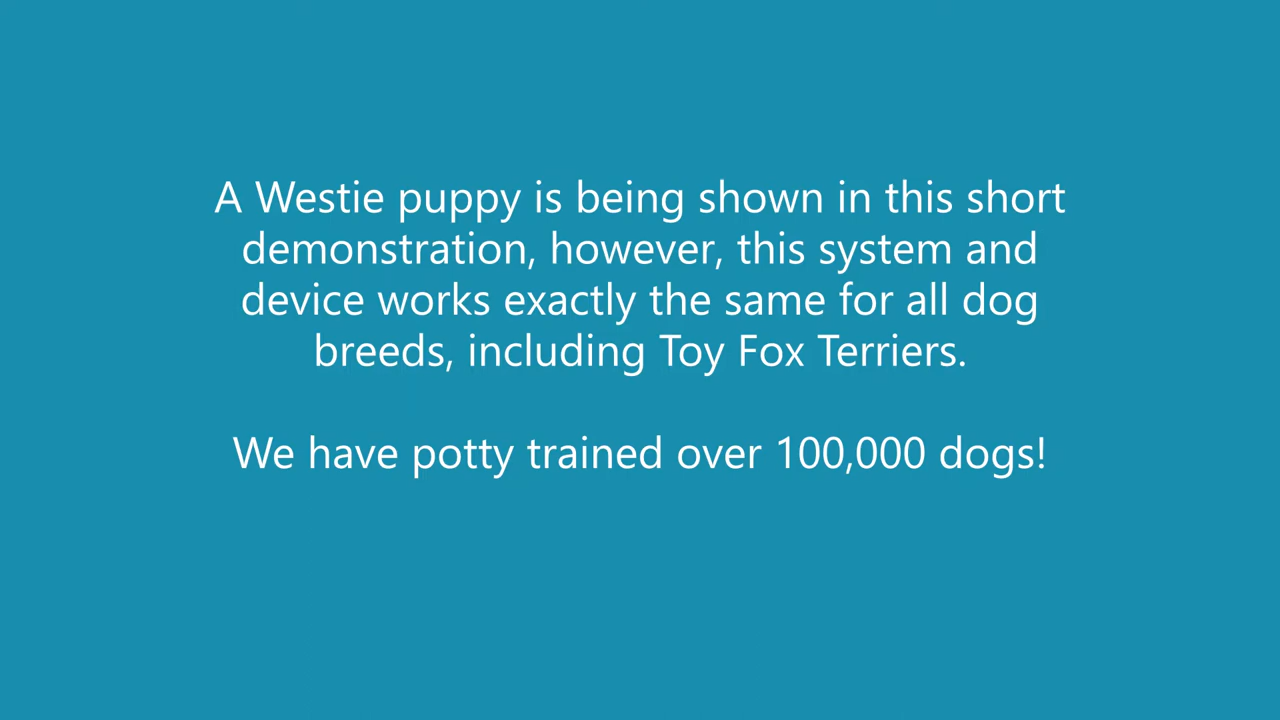 A Westie puppy is being shown in this short
demonstration, however, this system and
device works exactly the same for all dog
breeds, including Toy Fox Terriers.
We have potty trained over 100,000 dogs!